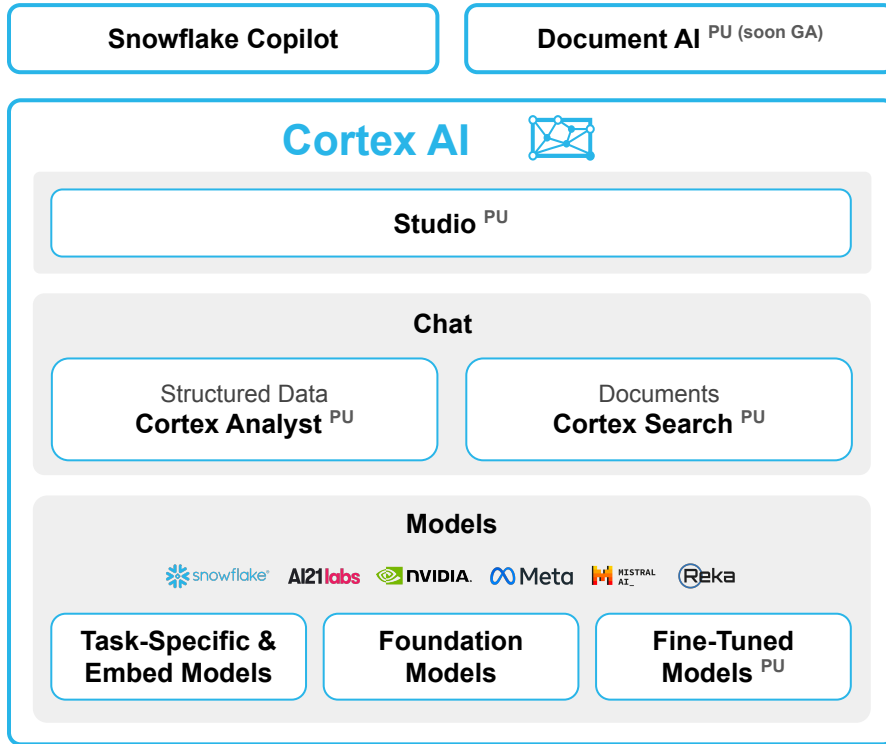 Snowflake Copilot
Document AI PU (soon GA)
Cortex AI
Studio PU
Chat
Structured Data
Cortex Analyst PU
Documents
Cortex Search PU
Models
snowflake®
AI21labs
NVIDIA.
Meta
MISTRAL
AI_
Reka
Task-Specific &
Embed Models
Foundation
Models
Fine-Tuned
Models PU